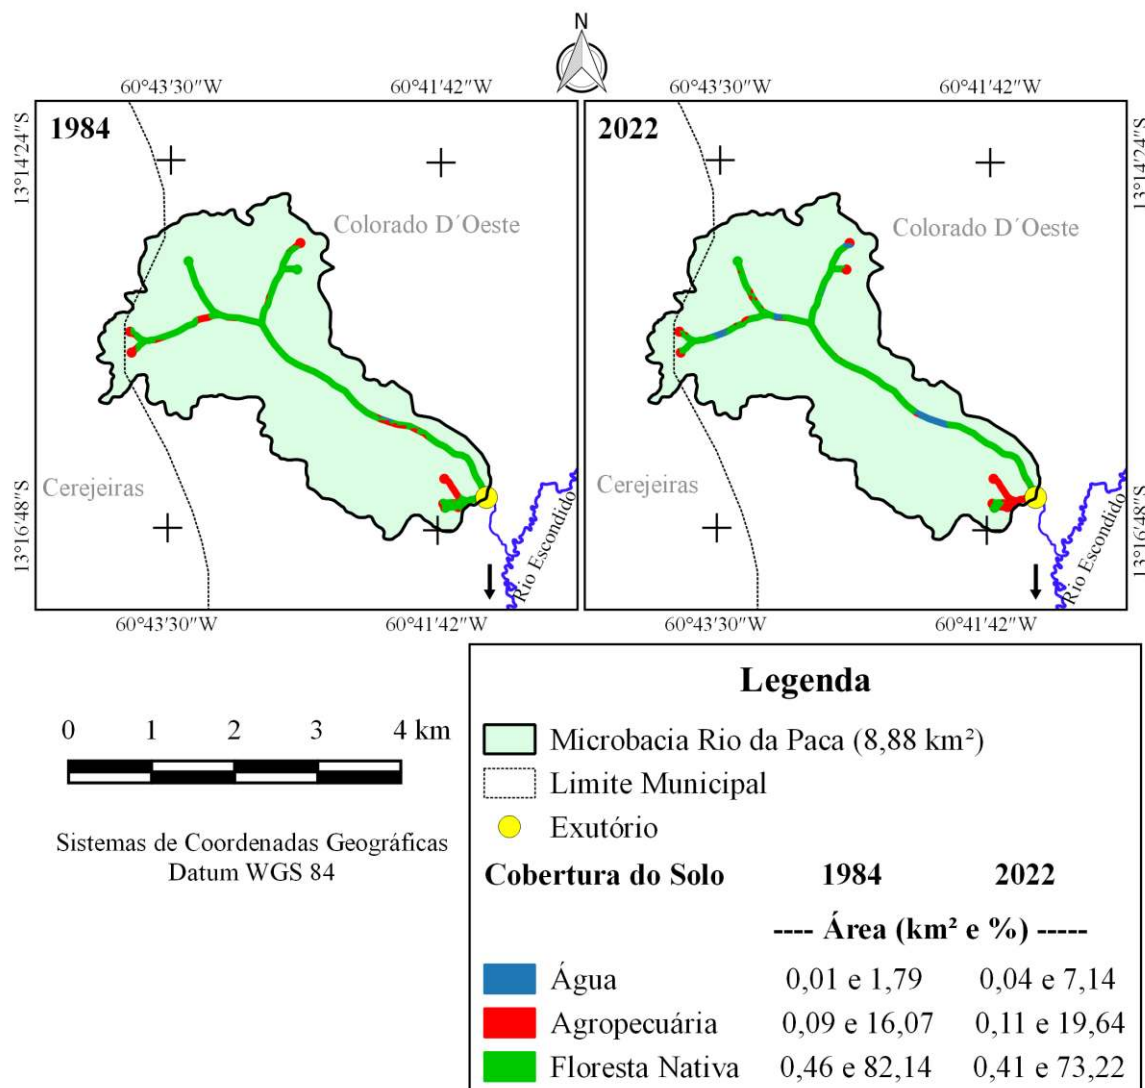 N
60°43′30″W 60°41′42″W 60°43′30″W 60°41′42″W
1984
2022
13°14′24″S
13°14′24″S
Colorado D´Oeste
Colorado D´Oeste
Cerejeiras
Cerejeiras
13°16′48″S
13°16′48″S
Rio Escondido
Rio Escondido
60°43′30″W 60°41′42″W 60°43′30″W 60°41′42″W
0 1 2 3 4 km
Sistemas de Coordenadas Geográficas
Datum WGS 84
Legenda
Microbacia Rio da Paca (8,88 km²)
Limite Municipal
Exutório
Cobertura do Solo 1984 2022
---- Área (km² e %) -----
Água 0,01 e 1,79 0,04 e 7,14
Agropecuária 0,09 e 16,07 0,11 e 19,64
Floresta Nativa 0,46 e 82,14 0,41 e 73,22